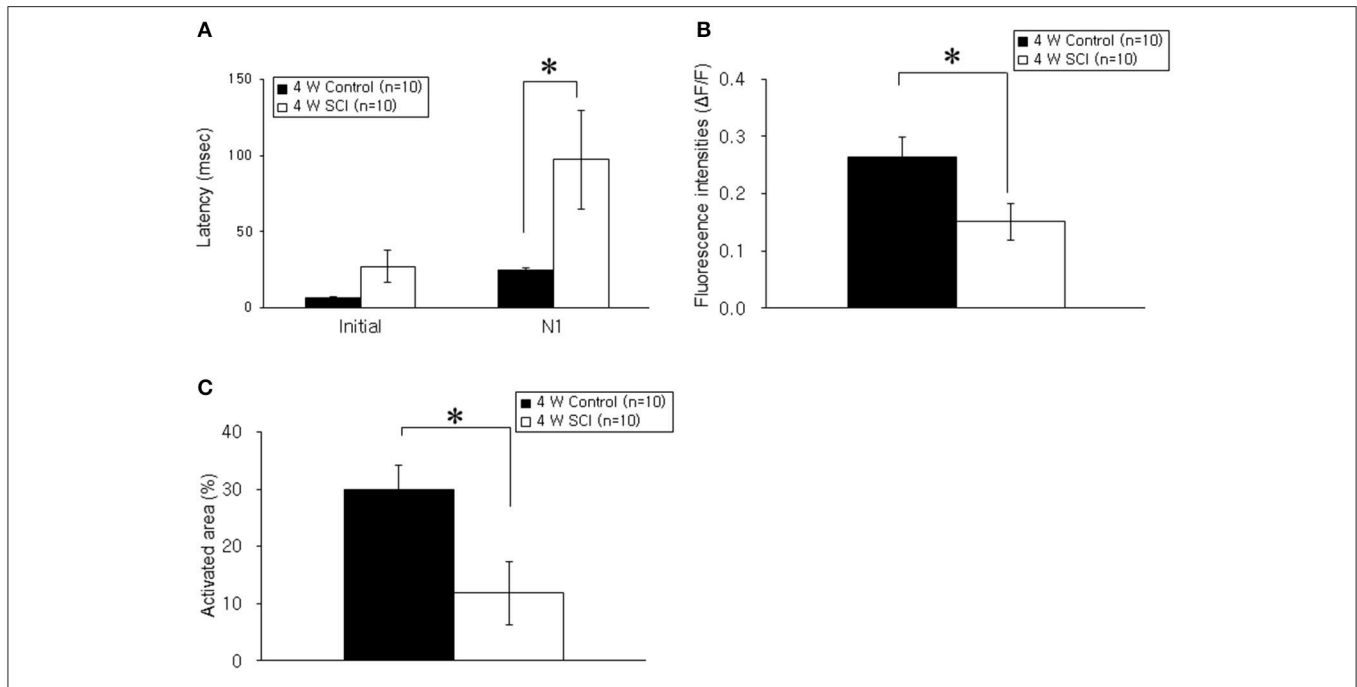 A
4 W Control (n=10)
4 W SCI (n=10)
*
Latency (msec)
150
100
50
0
Initial
N1
B
4 W Control (n=10)
4 W SCI (n=10)
*
Fluorescence intensities (ΔF/F)
0.4
0.3
0.2
0.1
0.0
C
4 W Control (n=10)
4 W SCI (n=10)
*
Activated area (%)
40
30
20
10
0